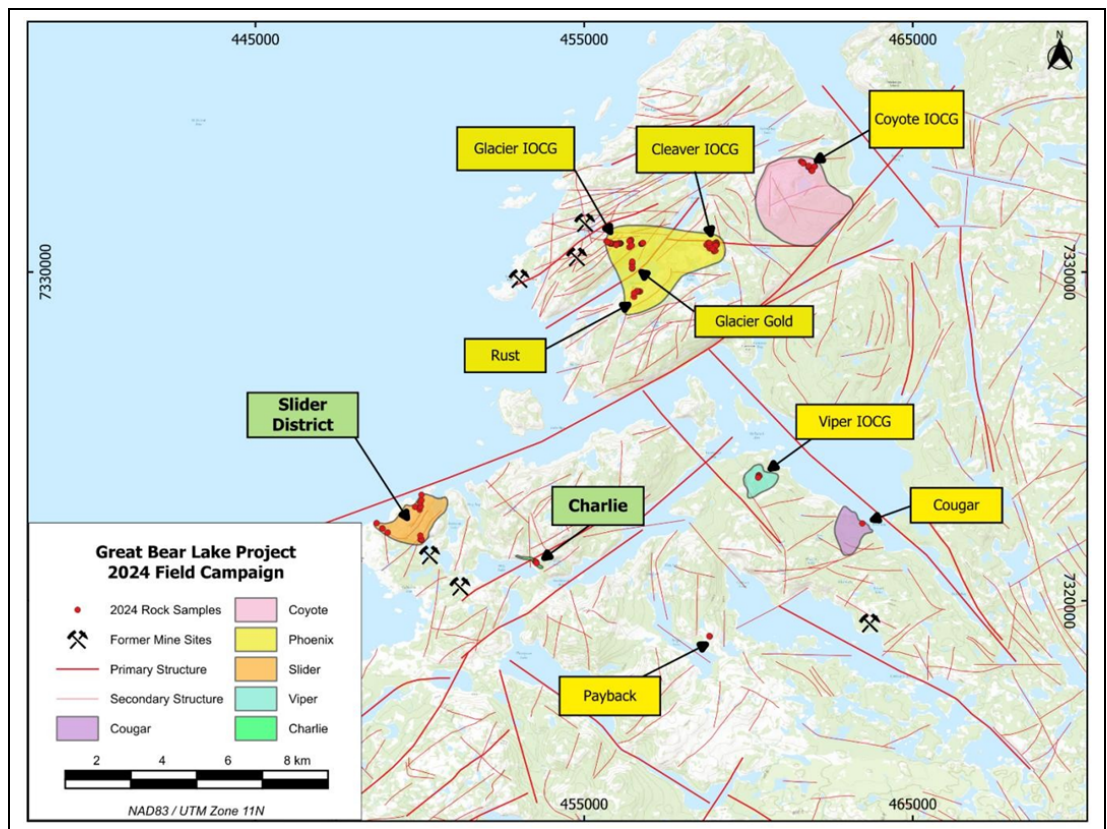 445000
455000
465000
N
Coyote IOCG
Glacier IOCG
Cleaver IOCG
7330000
7330000
Glacier Gold
Rust
Slider
District
Viper IOCG
Charlie
Cougar
7320000
Payback
Great Bear Lake Project
2024 Field Campaign
2024 Rock Samples
Former Mine Sites
Primary Structure
Secondary Structure
Cougar
Coyote
Phoenix
Slider
Viper
Charlie
2 4 6 8 km
NAD83 / UTM Zone 11N
455000
465000